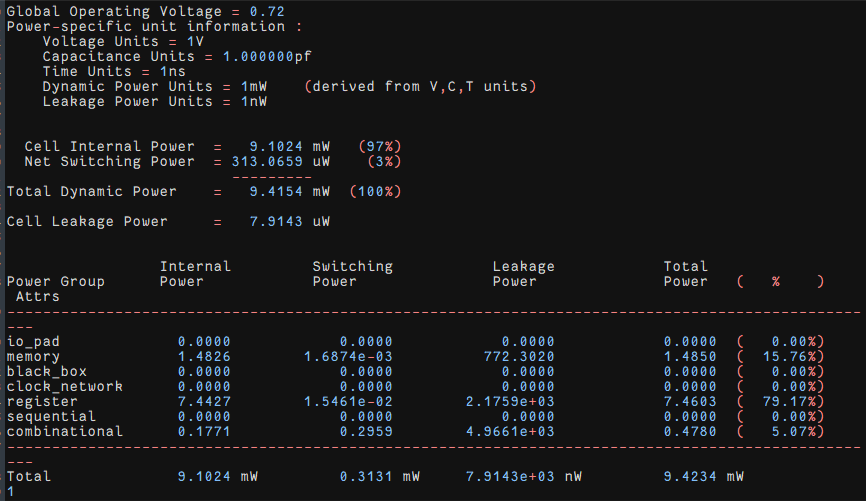 Global Operating Voltage = 0.72
Power-specific unit information :
    Voltage Units = 1V
    Capacitance Units = 1.000000pf
    Time Units = 1ns
    Dynamic Power Units = 1mW    (derived from V,C,T units)
    Leakage Power Units = 1nW
  Cell Internal Power  =   9.1024 mW   (97%)
  Net Switching Power  = 313.0659 uW    (3%)
                         ---------
Total Dynamic Power    =   9.4154 mW  (100%)
Cell Leakage Power     =   7.9143 uW
                 Internal         Switching           Leakage            Total
Power Group      Power            Power               Power              Power   (   %    )
 Attrs
------------------------------------------------------------------------------------------------
---
io_pad             0.0000            0.0000            0.0000            0.0000  (   0.00%)
memory             1.4826        1.6874e-03          772.3020            1.4850  (  15.76%)
black_box          0.0000            0.0000            0.0000            0.0000  (   0.00%)
clock_network      0.0000            0.0000            0.0000            0.0000  (   0.00%)
register           7.4427        1.5461e-02        2.1759e+03            7.4603  (  79.17%)
sequential         0.0000            0.0000            0.0000            0.0000  (   0.00%)
combinational      0.1771            0.2959        4.9661e+03            0.4780  (   5.07%)
------------------------------------------------------------------------------------------------
---
Total              9.1024 mW         0.3131 mW     7.9143e+03 nW         9.4234 mW
1